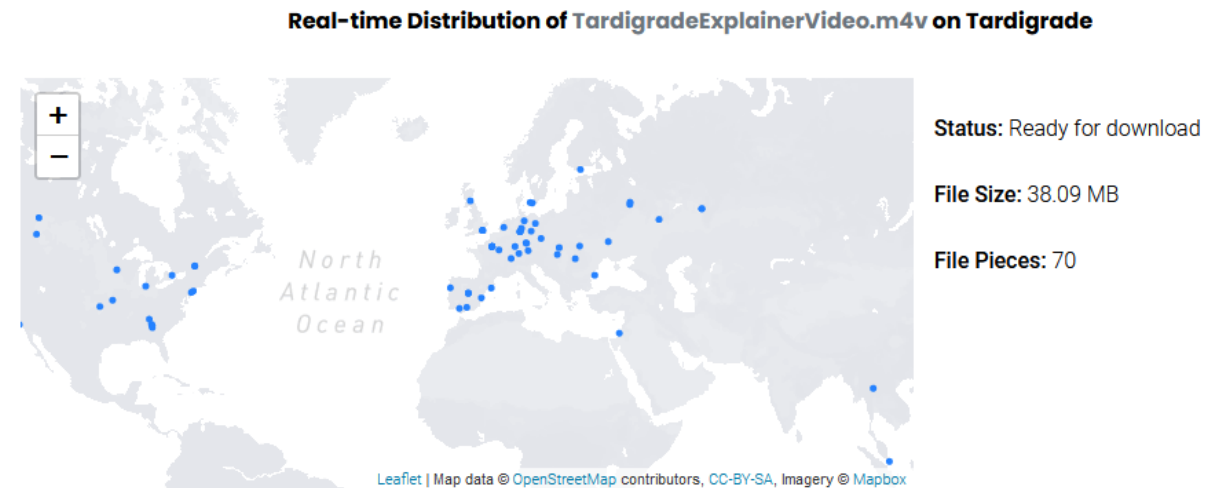 Real-time Distribution of TardigradeExplainerVideo.m4v on Tardigrade
+
−
North
Atlantic
Ocean
Status: Ready for download
File Size: 38.09 MB
File Pieces: 70
Leaflet | Map data © OpenStreetMap contributors, CC-BY-SA, Imagery © Mapbox